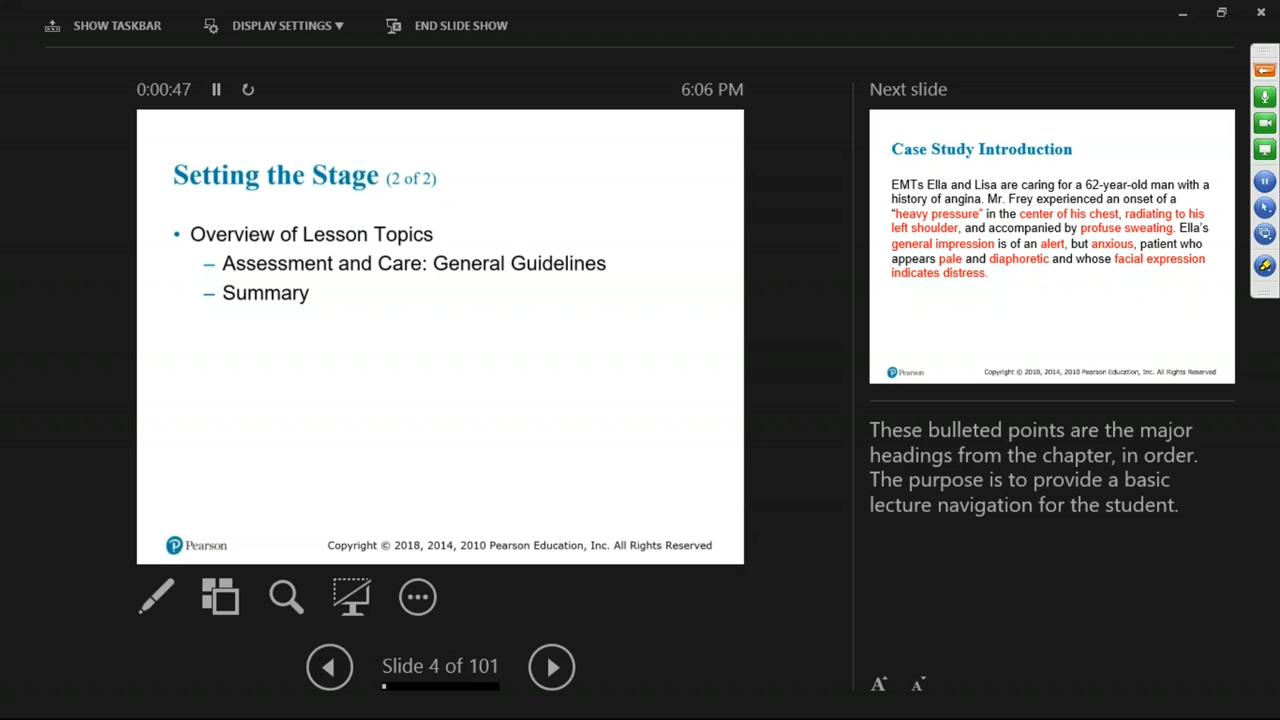 SHOW TASKBAR
DISPLAY SETTINGS ▼
END SLIDE SHOW
0:00:47
6:06 PM
Setting the Stage (2 of 2)
• Overview of Lesson Topics
– Assessment and Care: General Guidelines
– Summary
Pearson
Copyright © 2018, 2014, 2010 Pearson Education, Inc. All Rights Reserved
Slide 4 of 101
Next slide
Case Study Introduction
EMTs Ella and Lisa are caring for a 62-year-old man with a
history of angina. Mr. Frey experienced an onset of a
“heavy pressure” in the center of his chest, radiating to his
left shoulder, and accompanied by profuse sweating. Ella’s
general impression is of an alert, but anxious, patient who
appears pale and diaphoretic and whose facial expression
indicates distress.
Pearson
Copyright © 2018, 2014, 2010 Pearson Education, Inc. All Rights Reserved
These bulleted points are the major
headings from the chapter, in order.
The purpose is to provide a basic
lecture navigation for the student.
A A